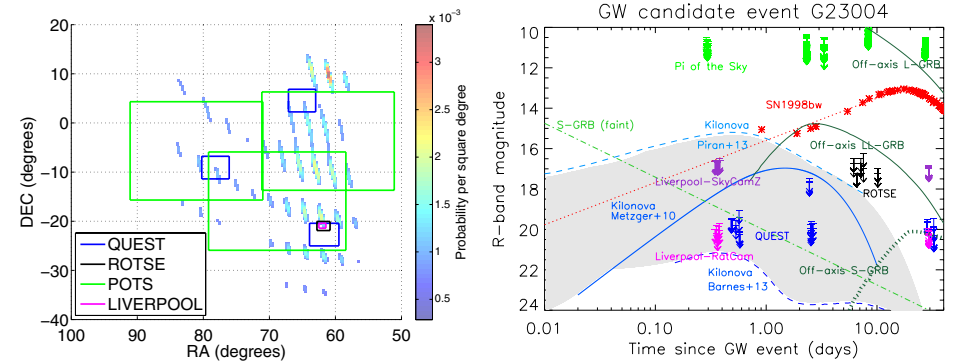 x 10⁻³
20
10
0
−10
−20
−30
−40
100
90
80
70
60
50
DEC (degrees)
RA (degrees)
QUEST
ROTSE
POTS
LIVERPOOL
3
2.5
2
1.5
1
0.5
Probability per square degree
GW candidate event G23004
10
12
14
16
18
20
22
24
R-band magnitude
0.01
0.10
1.00
10.00
Time since GW event (days)
Pi of the Sky
Off-axis L-GRB
SN1998bw
S-GRB (faint)
Kilonova
Piran+13
Off-axis LL-GRB
Liverpool-SkyCamZ
ROTSE
Kilonova
Metzger+10
QUEST
Liverpool-RatCam
Kilonova
Barnes+13
Off-axis S-GRB